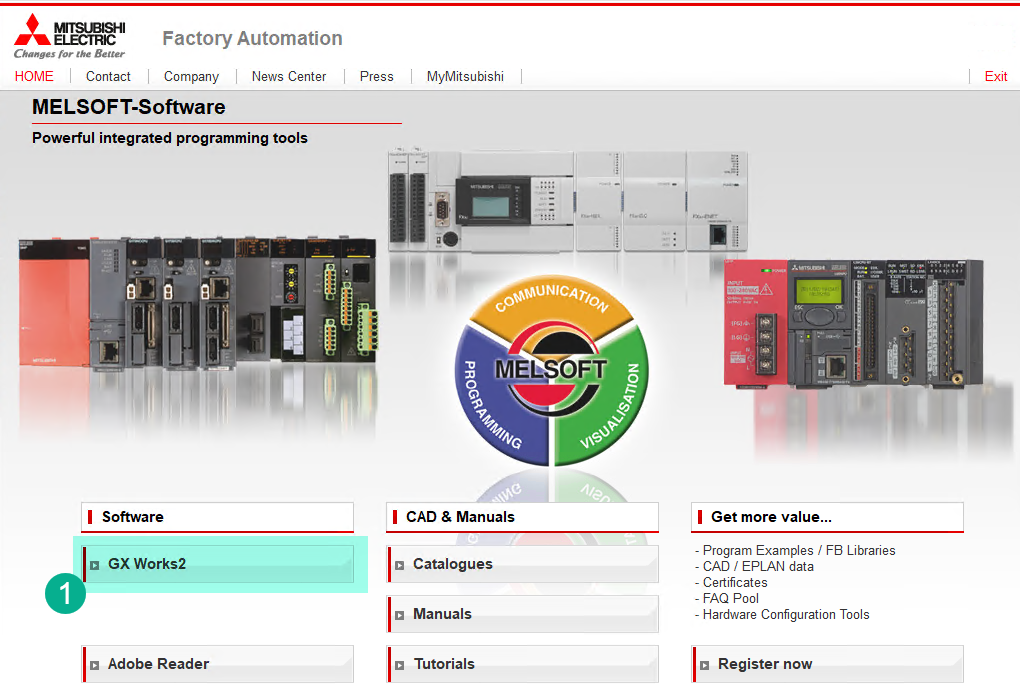 MITSUBISHI
ELECTRIC
Changes for the Better
Factory Automation
HOME
Contact
Company
News Center
Press
MyMitsubishi
Exit
MELSOFT-Software
Powerful integrated programming tools
MITSUBISHI
MITSUBISHI
COMMUNICATION
PROGRAMMING
VISUALISATION
MELSOFT
Software
CAD & Manuals
Get more value...
1
GX Works2
Catalogues
Manuals
- Program Examples / FB Libraries
- CAD / EPLAN data
- Certificates
- FAQ Pool
- Hardware Configuration Tools
Adobe Reader
Tutorials
Register now